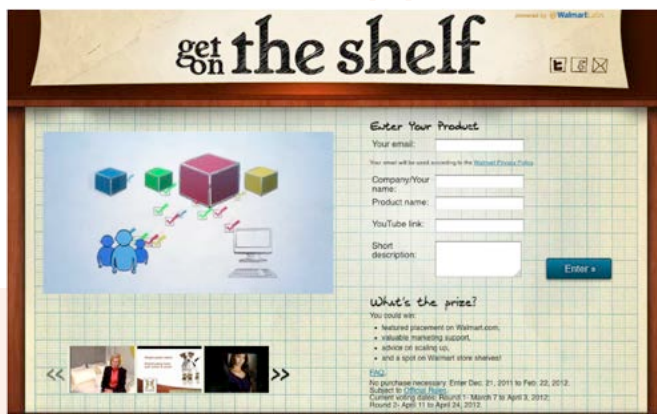 powered by @WalmartLabs
get on the shelf
Enter Your Product
Your email:
Your email will be used according to the Walmart Privacy Policy
Company/Your name:
Product name:
YouTube link:
Short description:
Enter »
What's the prize?
You could win:
• featured placement on Walmart.com,
• valuable marketing support,
• advice on scaling up,
• and a spot on Walmart store shelves!
<< >>
FAQ.
No purchase necessary. Enter Dec. 21, 2011 to Feb. 22, 2012.
Subject to Official Rules.
Current voting dates: Round 1- March 7 to April 3, 2012;
Round 2- April 11 to April 24, 2012.